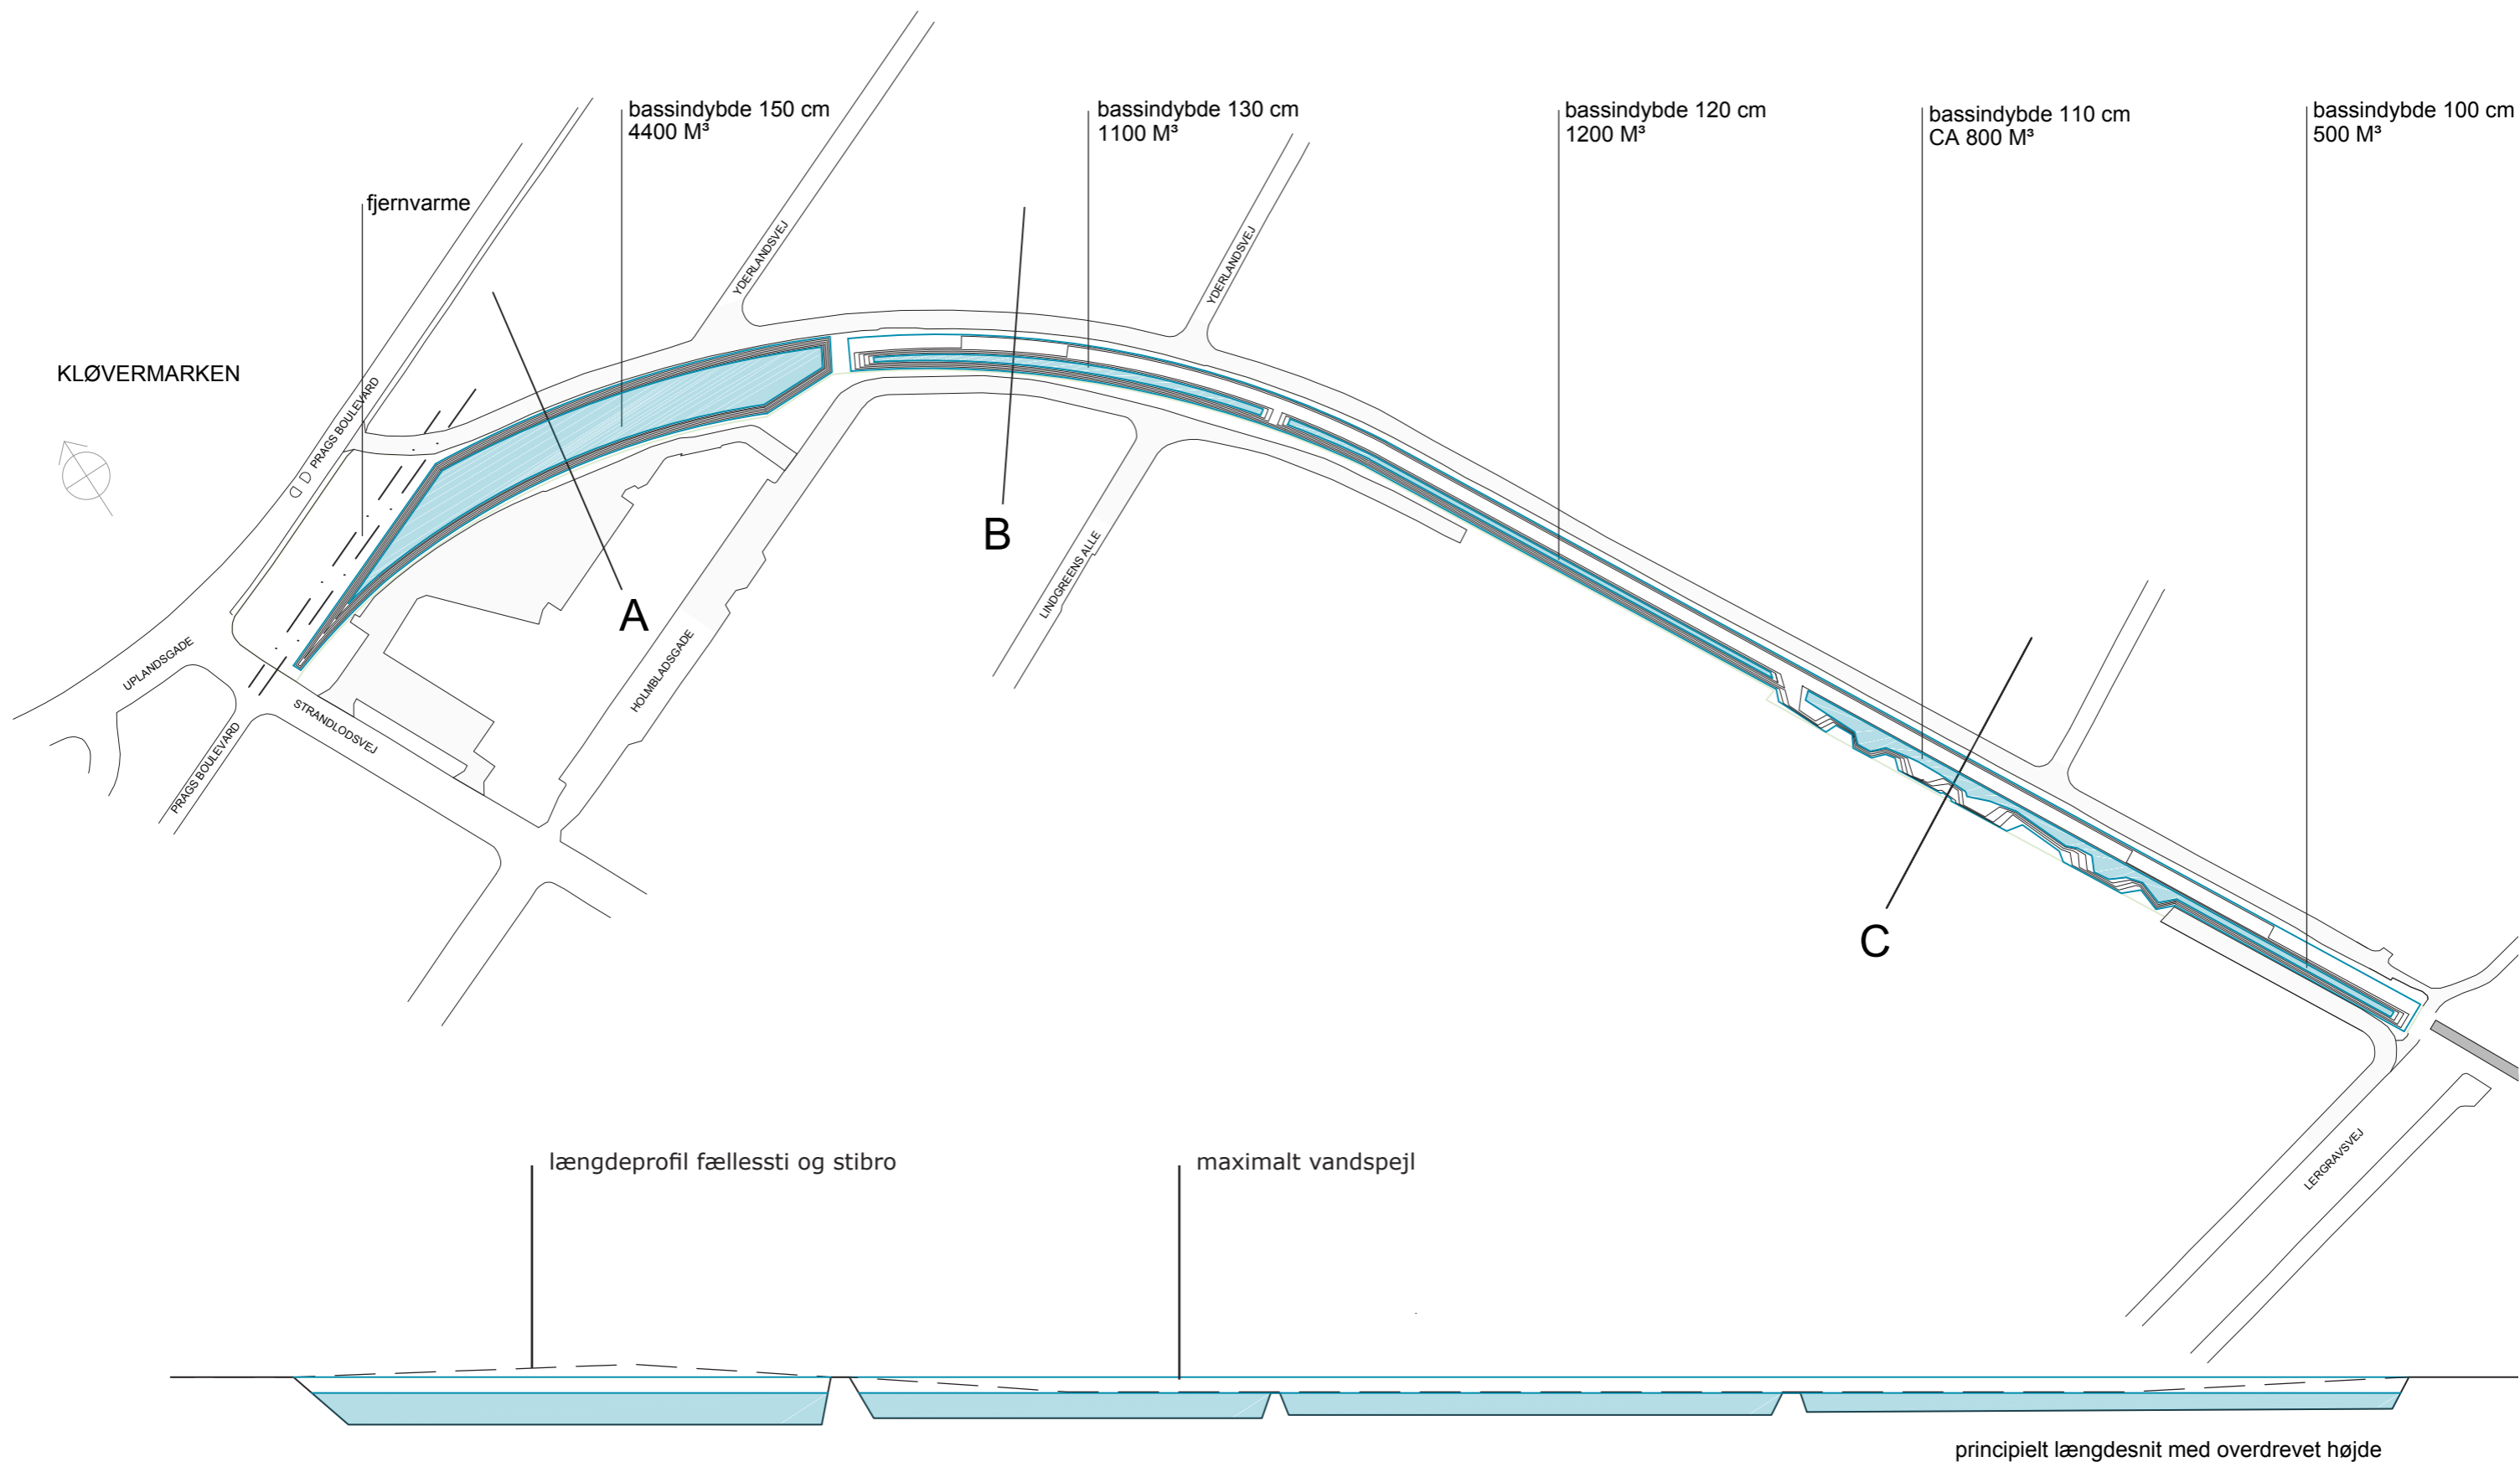 bassindybde 150 cm
4400 M³
bassindybde 130 cm
1100 M³
bassindybde 120 cm
1200 M³
bassindybde 110 cm
CA 800 M³
bassindybde 100 cm
500 M³
fjernvarme
YDERLANDSVEJ
YDERLANDSVEJ
KLØVERMARKEN
PRAGS BOULEVARD
B
A
LINDGREENS ALLE
UPLANDSGADE
HOLMBLADSGADE
STRANDLODSVEJ
PRAGS BOULEVARD
C
LERGRAVSVEJ
længdeprofil fællessti og stibro
maximalt vandspejl
principielt længdesnit med overdrevet højde